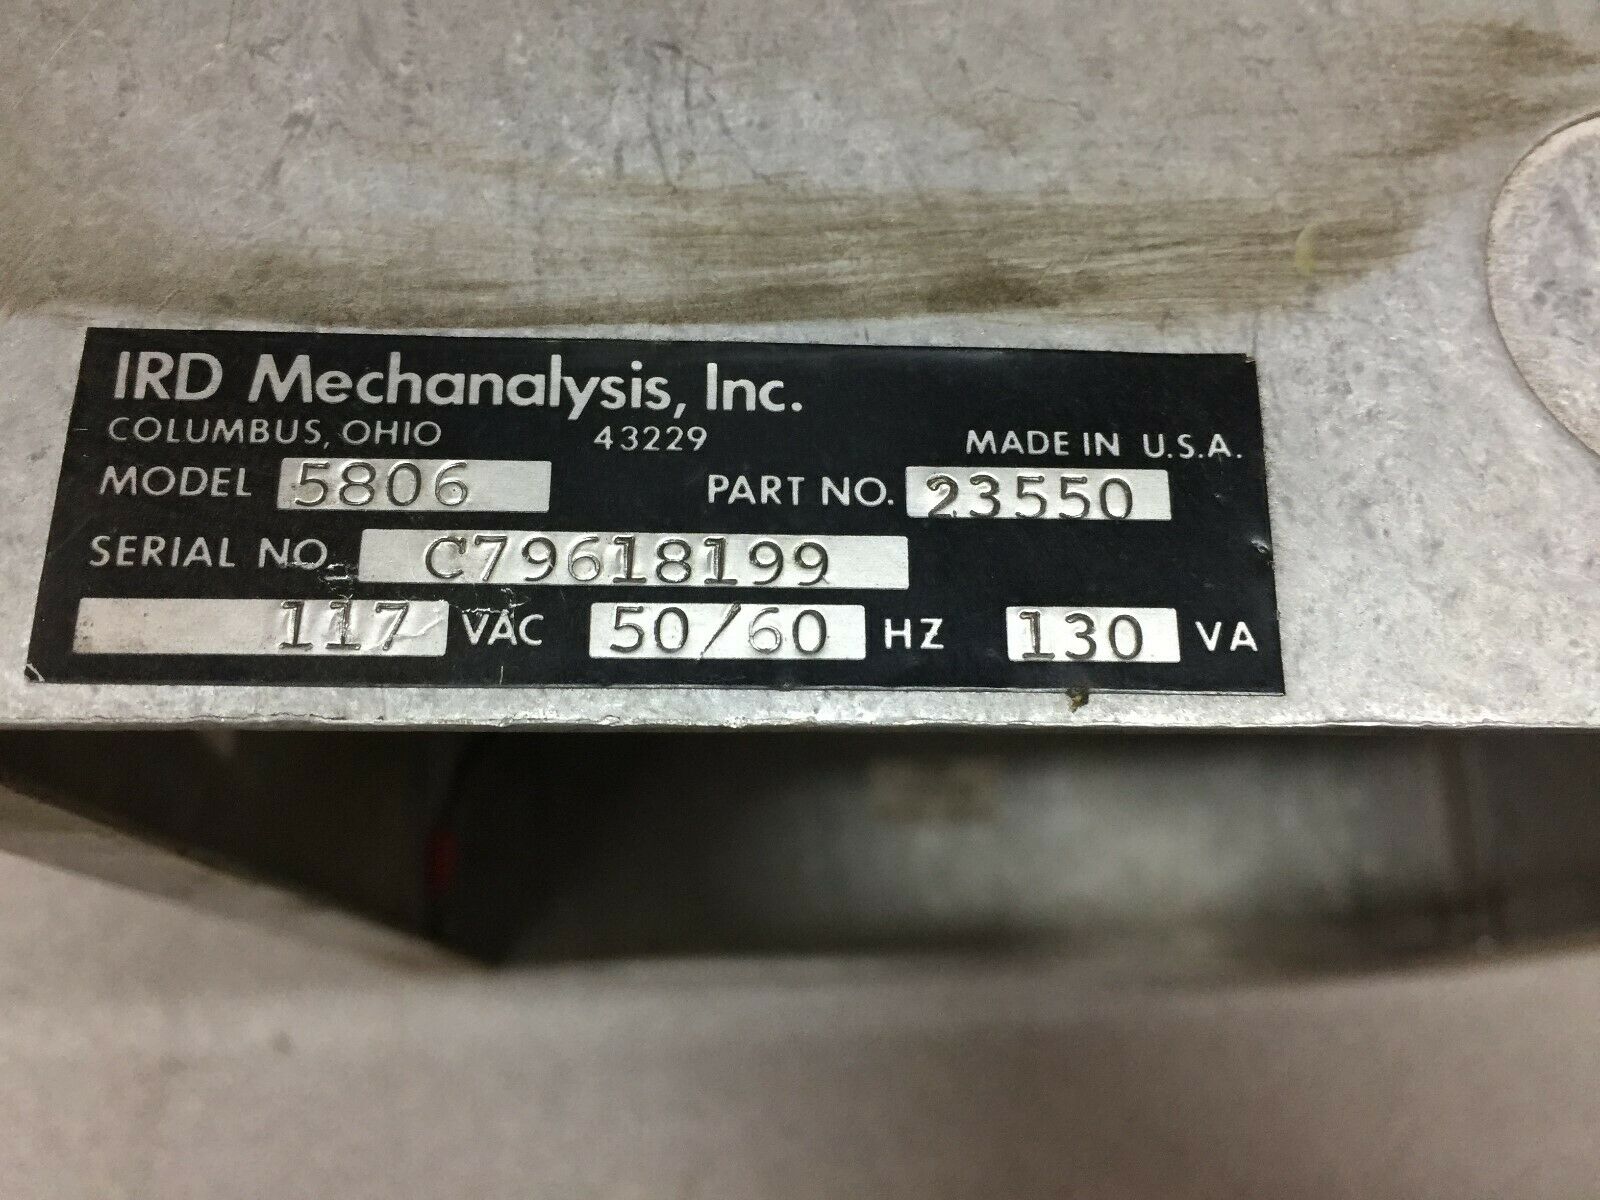 IRD Mechanalysis, Inc.
COLUMBUS, OHIO 43229 MADE IN U.S.A.
MODEL 5806 PART NO. 23550
SERIAL NO. C79618199
117 VAC 50/60 HZ 130 VA